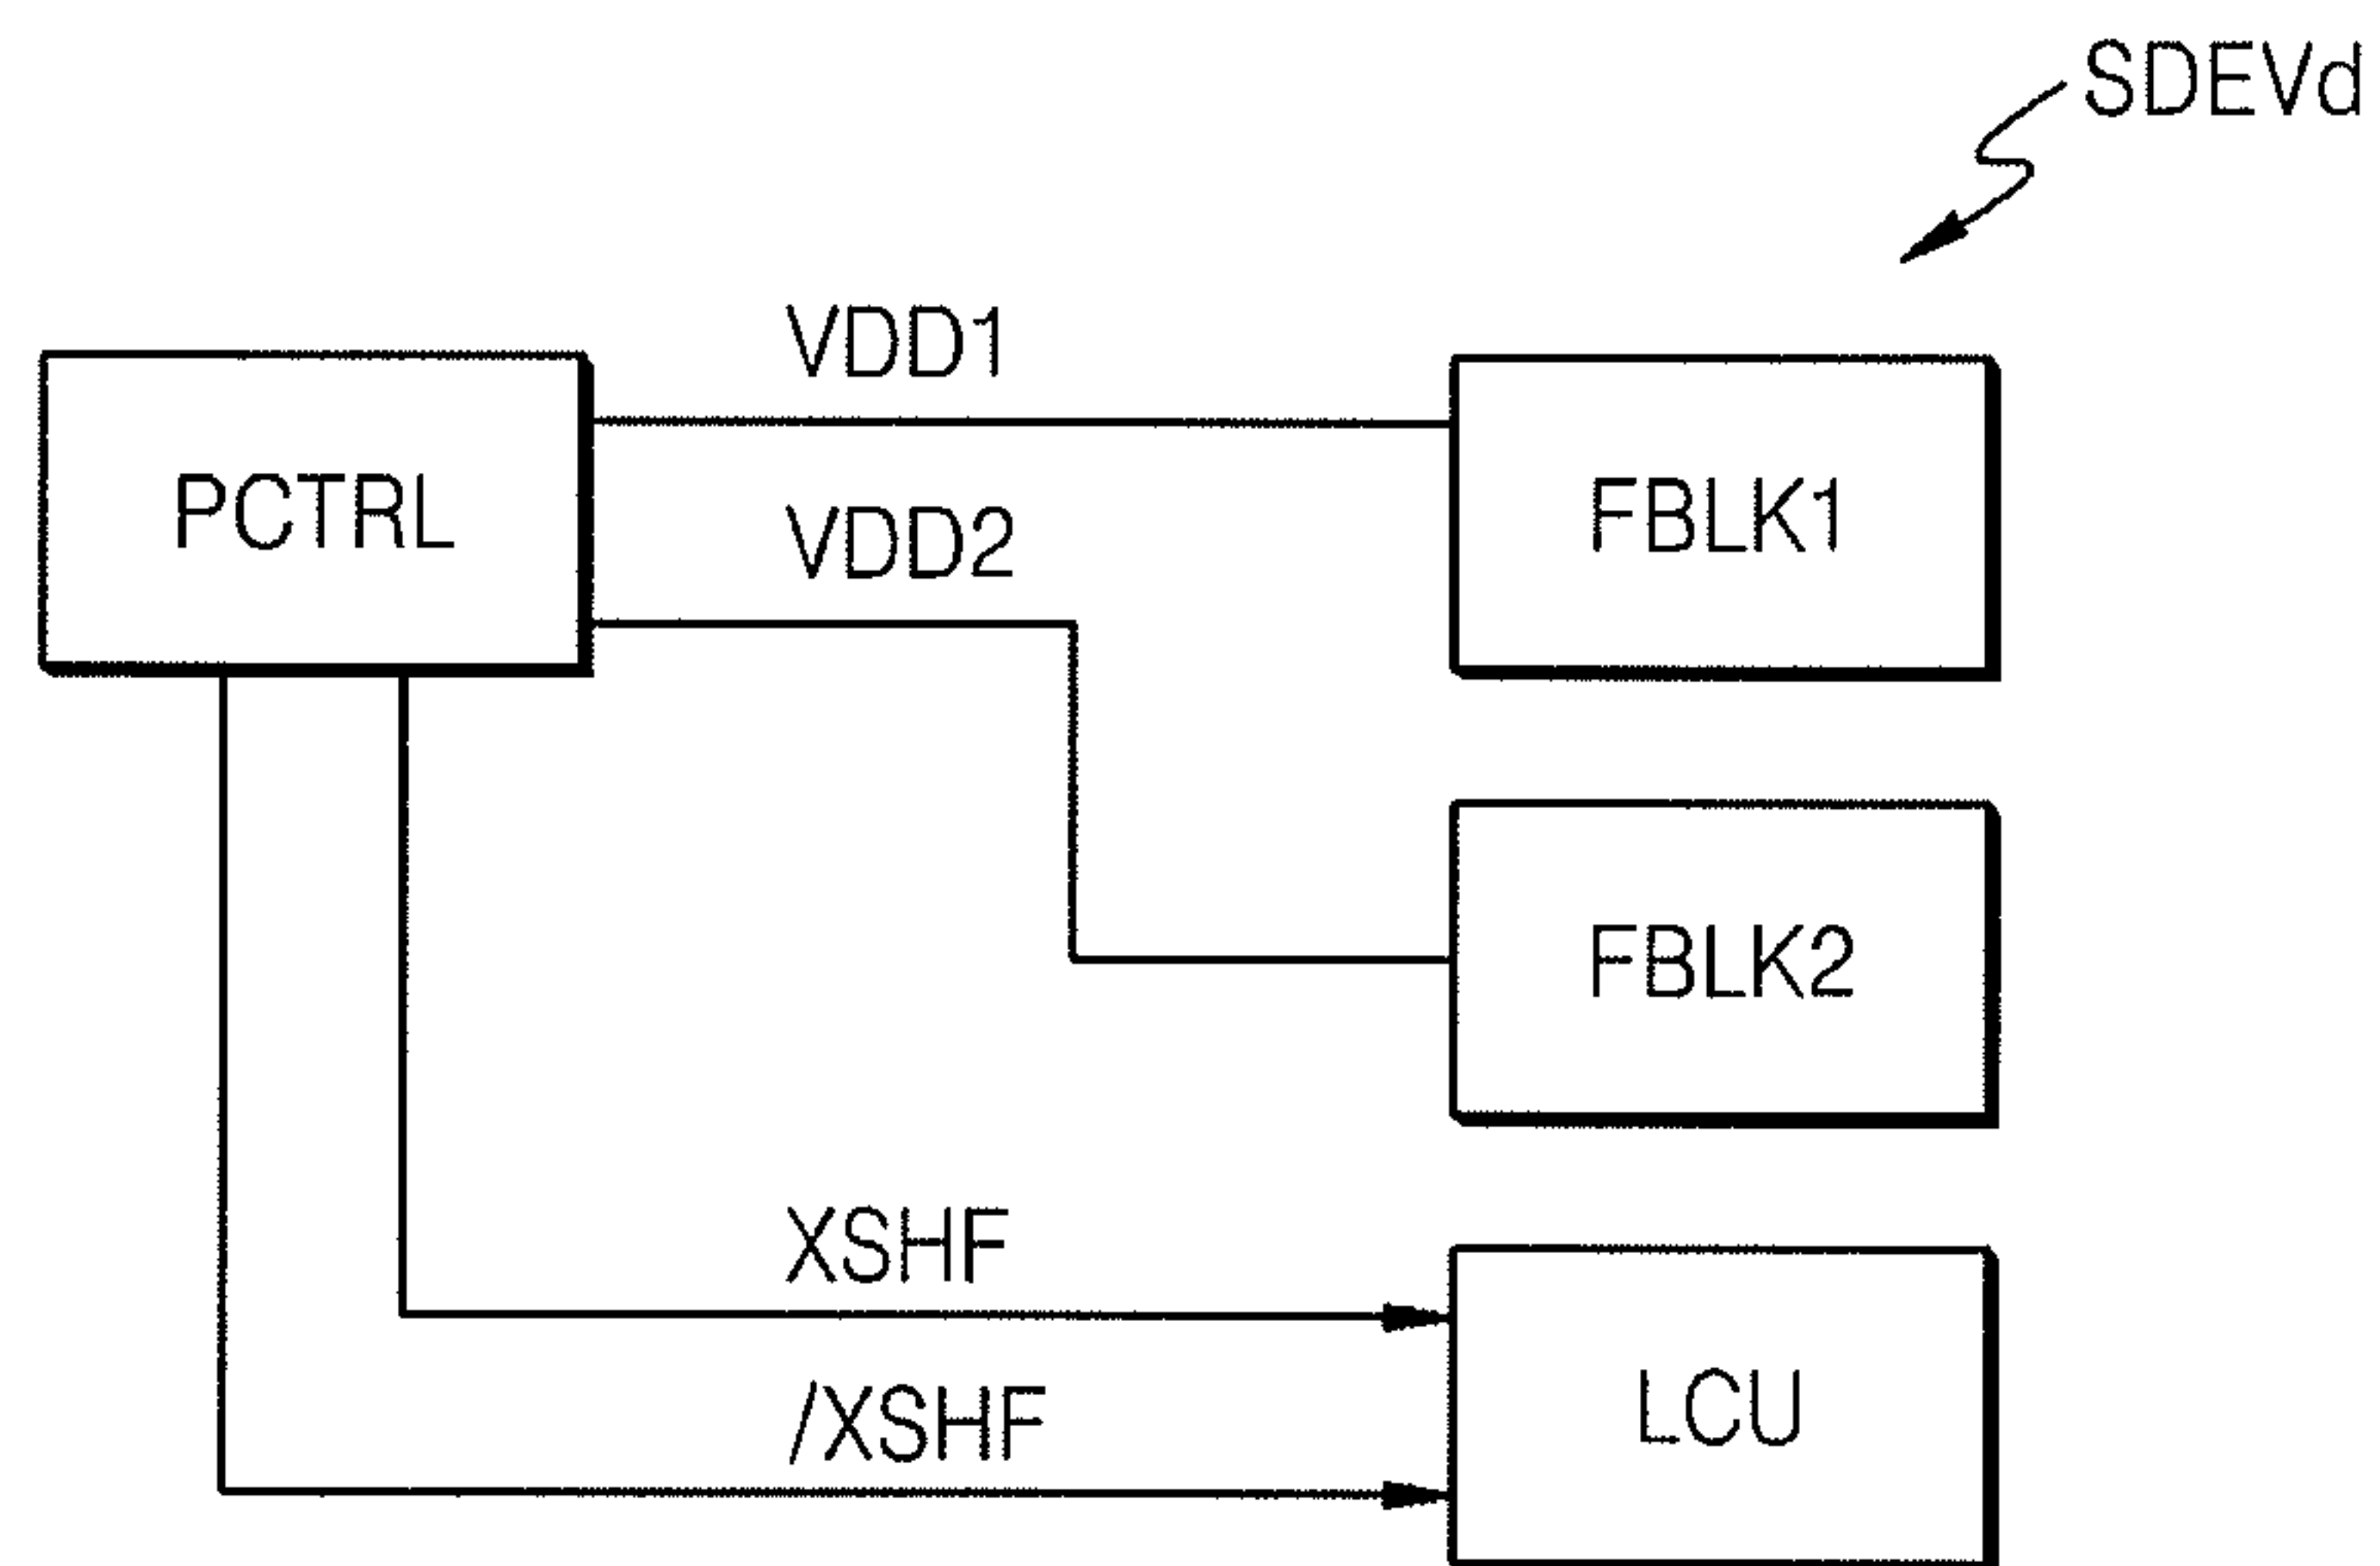 SDEVd
VDD1
PCTRL
FBLK1
VDD2
FBLK2
XSHF
/XSHF
LCU